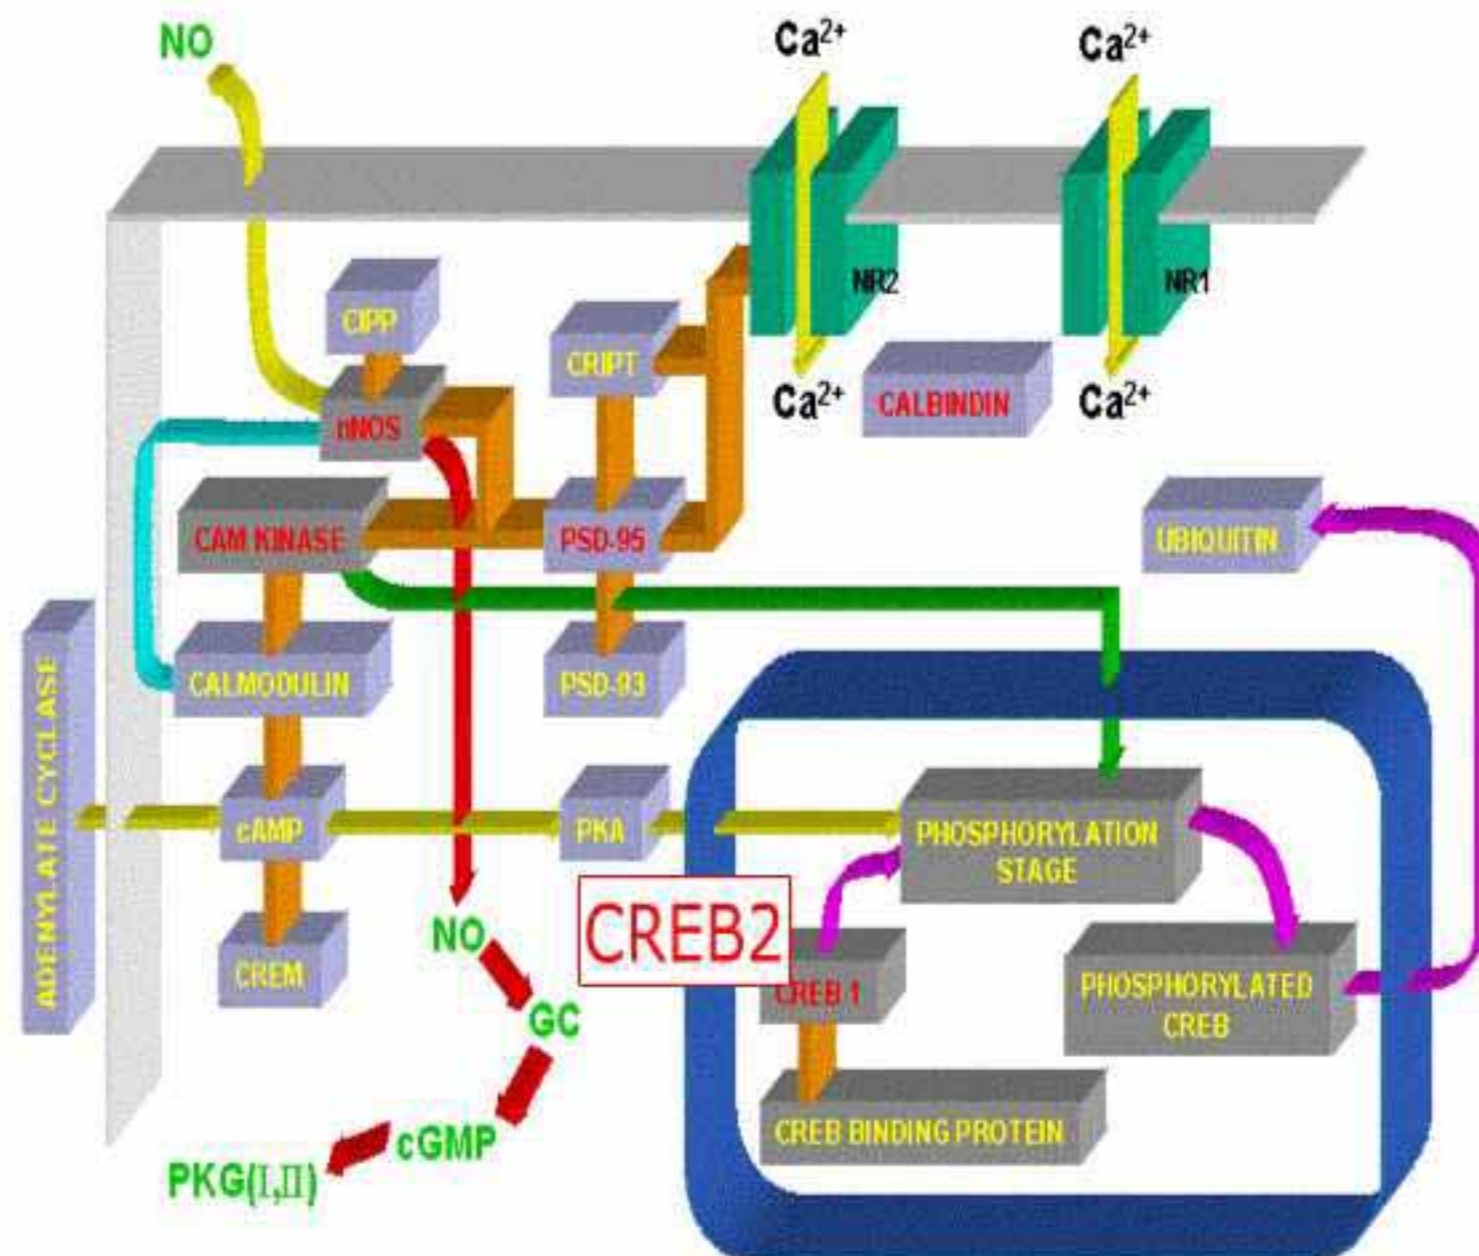 NO
Ca²⁺
Ca²⁺
NR2
NR1
CIPP
CRIPT
Ca²⁺
CALBINDIN
Ca²⁺
nNOS
CAM KINASE
PSD-95
UBIQUITIN
CALMODULIN
PSD-93
ADENYLATE CYCLASE
cAMP
PKA
PHOSPHORYLATION
STAGE
NO
CREB2
CREM
CREB 1
PHOSPHORYLATED
CREB
GC
cGMP
CREB BINDING PROTEIN
PKG(I,II)